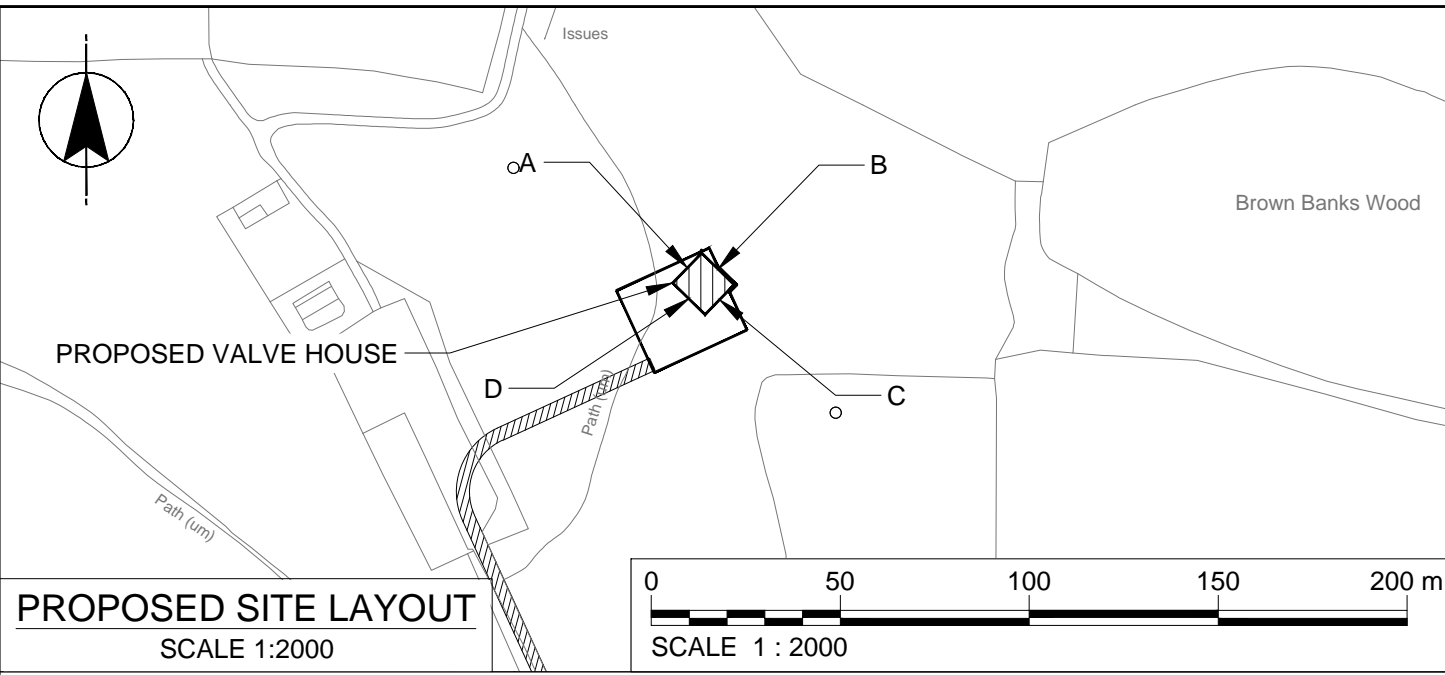 Issues
A
B
Brown Banks Wood
PROPOSED VALVE HOUSE
D
C
Path (um)
Path (um)
0 50 100 150 200 m
SCALE 1 : 2000
PROPOSED SITE LAYOUT
SCALE 1:2000